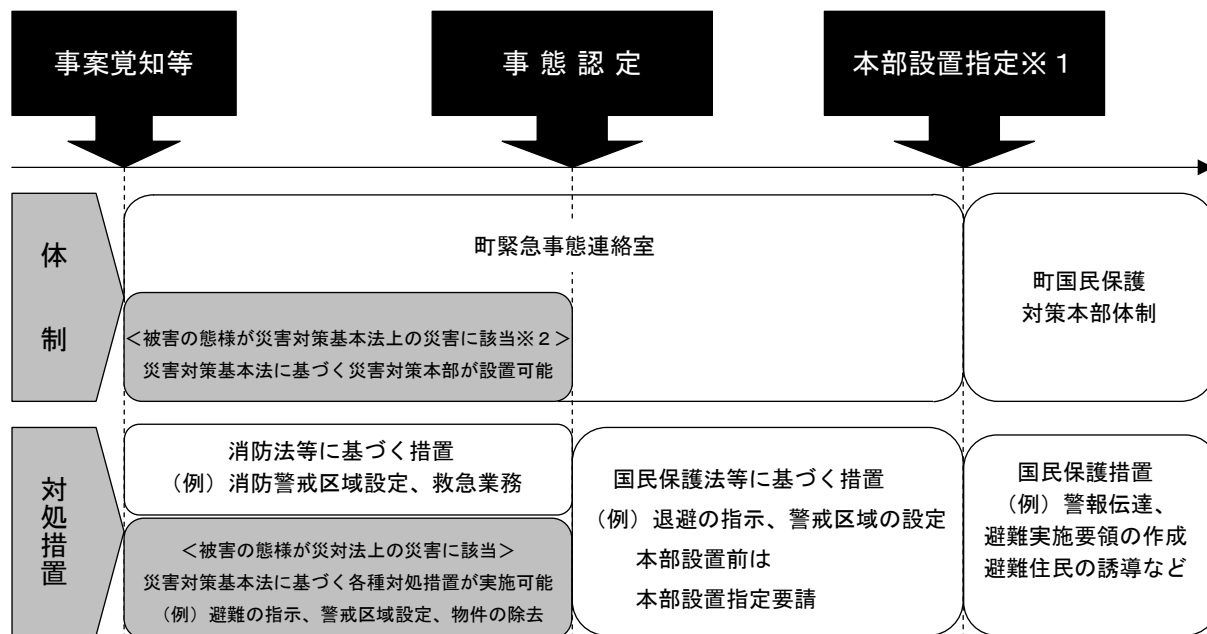 事案覚知等
事態認定
本部設置指定※１
体制
町緊急事態連絡室
＜被害の態様が災害対策基本法上の災害に該当※２＞
災害対策基本法に基づく災害対策本部が設置可能
町国民保護
対策本部体制
対処措置
消防法等に基づく措置
（例）消防警戒区域設定、救急業務
＜被害の態様が災対法上の災害に該当＞
災害対策基本法に基づく各種対処措置が実施可能
（例）避難の指示、警戒区域設定、物件の除去
国民保護法等に基づく措置
（例）退避の指示、警戒区域の設定
本部設置前は
本部設置指定要請
国民保護措置
（例）警報伝達、
避難実施要領の作成
避難住民の誘導など